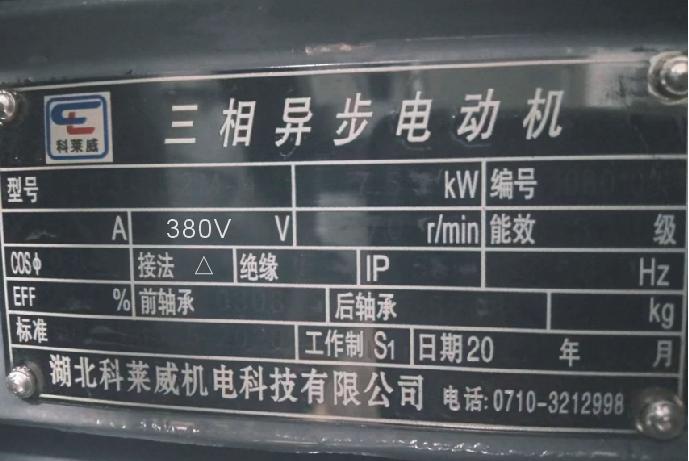 科莱威 三相异步电动机
型号 kW 编号
A 380V V r/min 能效 级
COSφ 接法 △ 绝缘 IP Hz
EFF % 前轴承 后轴承 kg
标准 工作制 S1 日期20 年 月
湖北科莱威机电科技有限公司 电话:0710-3212998